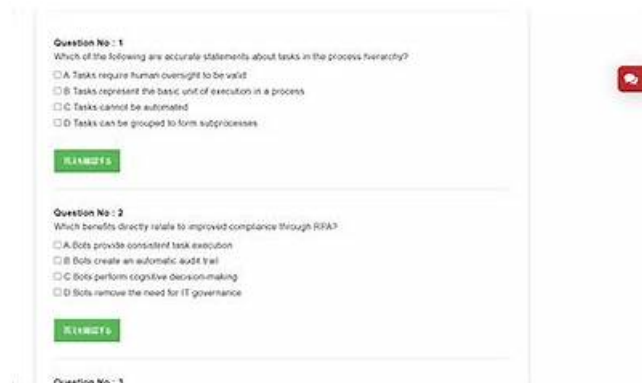 Question No : 1
Which of the following are accurate statements about tasks in the process hierarchy?
A Tasks require human oversight to be valid
B Tasks represent the basic unit of execution in a process
C Tasks cannot be automated
D Tasks can be grouped to form subprocesses
Question No : 2
Which benefits directly relate to improved compliance through RPA?
A Bots provide consistent task execution
B Bots create an automatic audit trail
C Bots perform cognitive decision-making
D Bots remove the need for IT governance
Question No : 3